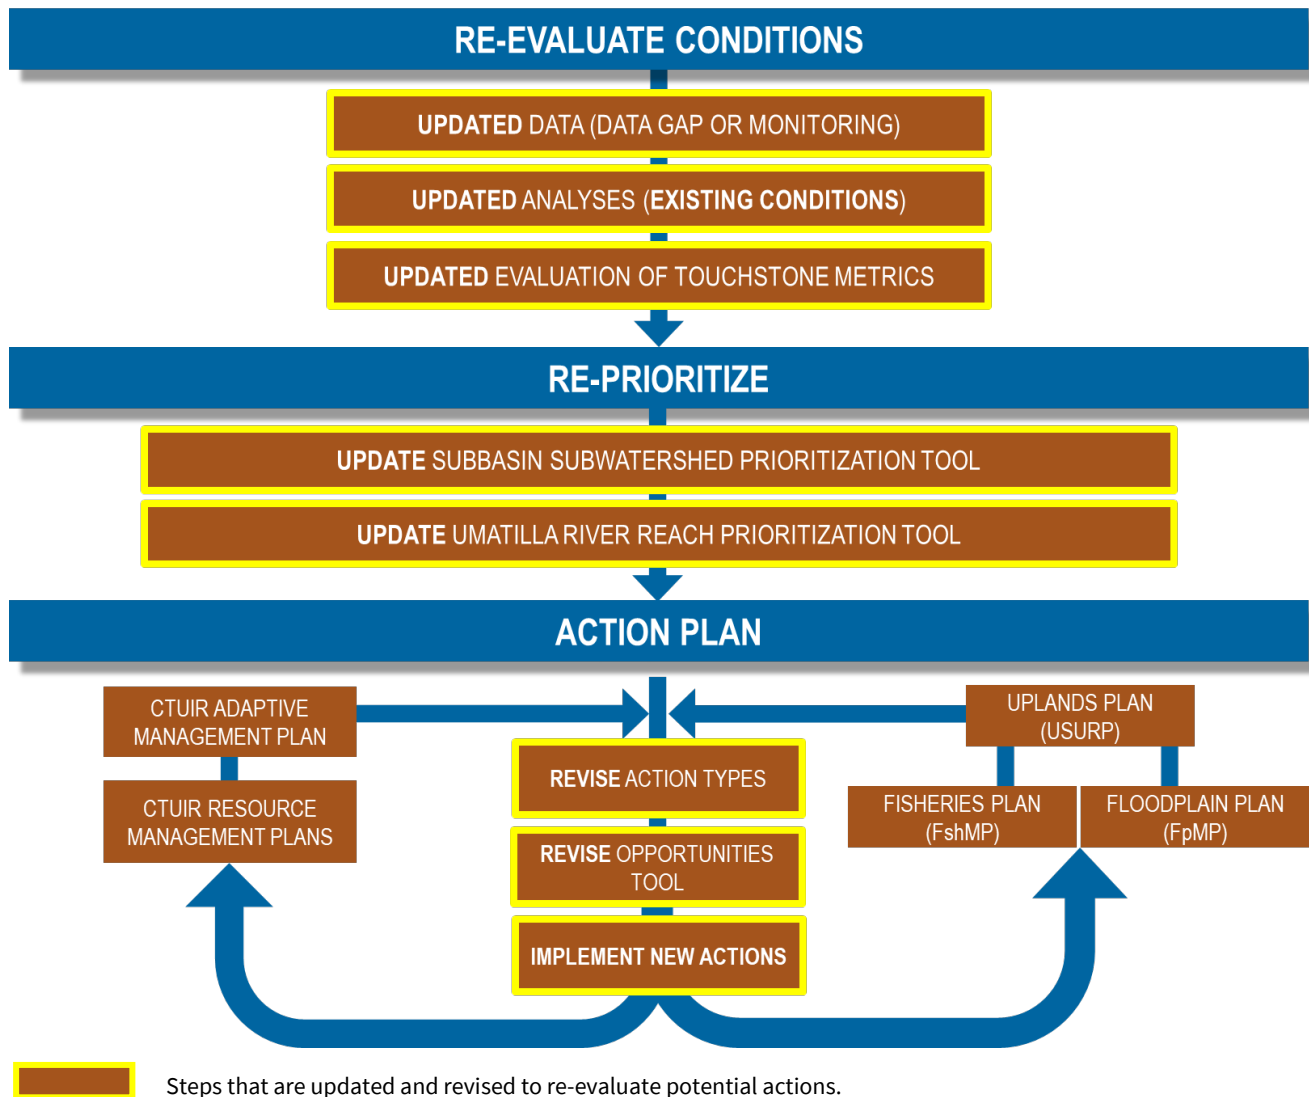 RE-EVALUATE CONDITIONS
UPDATED DATA (DATA GAP OR MONITORING)
UPDATED ANALYSES (EXISTING CONDITIONS)
UPDATED EVALUATION OF TOUCHSTONE METRICS
RE-PRIORITIZE
UPDATE SUBBASIN SUBWATERSHED PRIORITIZATION TOOL
UPDATE UMATILLA RIVER REACH PRIORITIZATION TOOL
ACTION PLAN
CTUIR ADAPTIVE
MANAGEMENT PLAN
CTUIR RESOURCE
MANAGEMENT PLANS
REVISE ACTION TYPES
REVISE OPPORTUNITIES
TOOL
IMPLEMENT NEW ACTIONS
UPLANDS PLAN
(USURP)
FISHERIES PLAN
(FshMP)
FLOODPLAIN PLAN
(FpMP)
Steps that are updated and revised to re-evaluate potential actions.